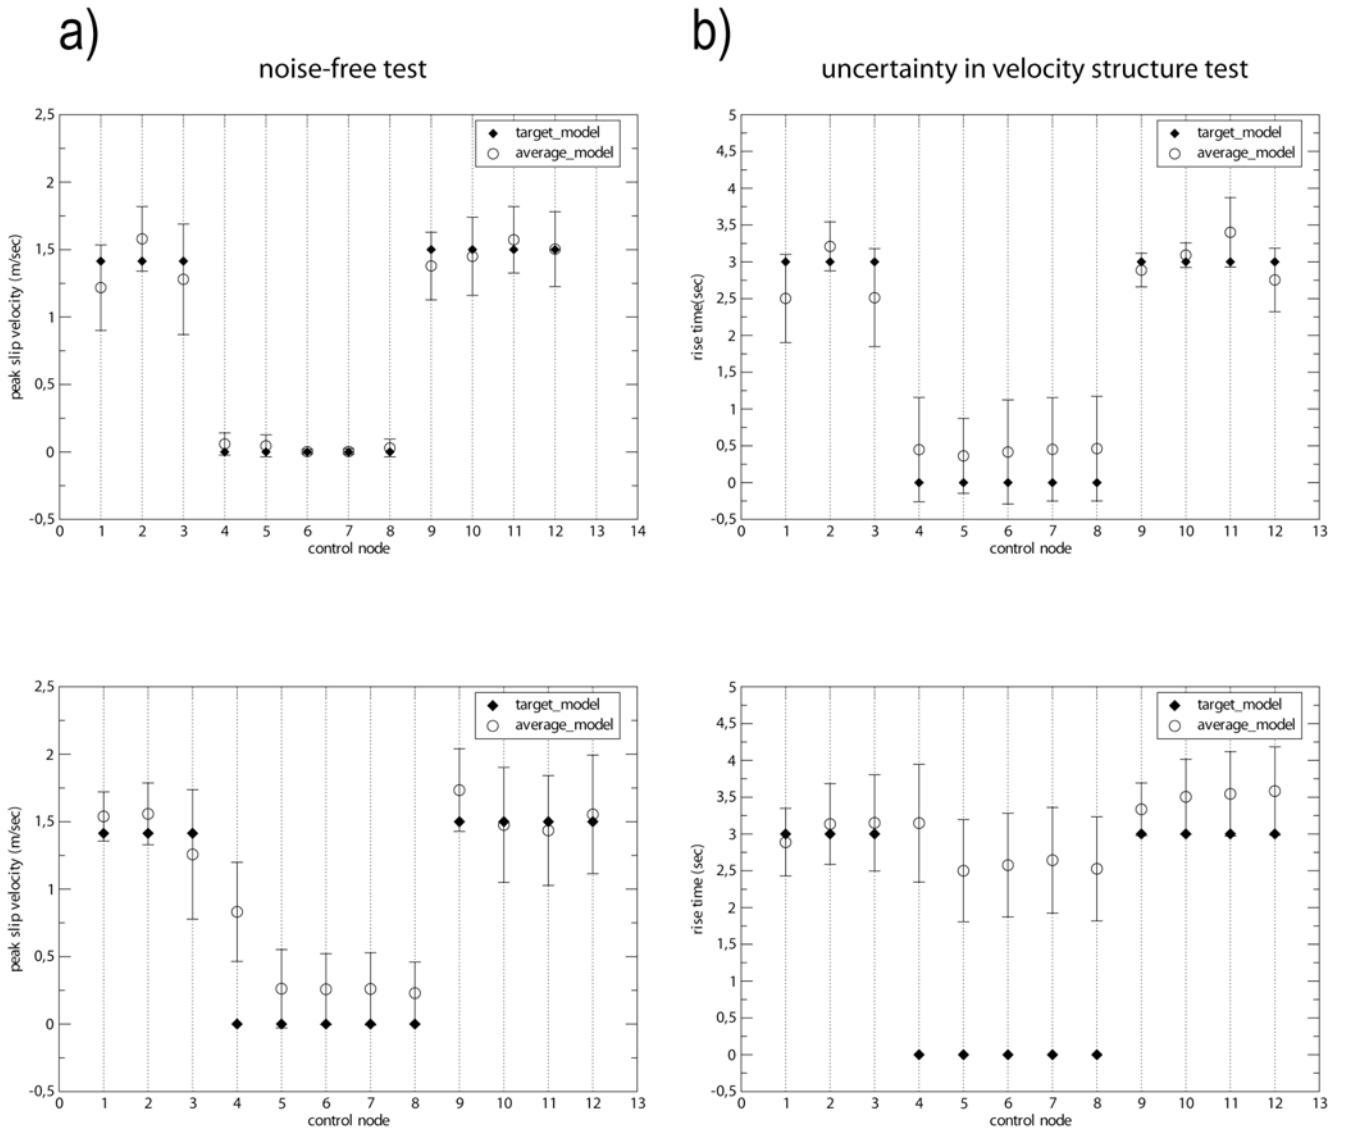 a)
b)
noise-free test
uncertainty in velocity structure test
2,5
2
1,5
1
0,5
0
-0,5
peak slip velocity (m/sec)
target_model
average_model
0 1 2 3 4 5 6 7 8 9 10 11 12 13 14
control node
5
4,5
4
3,5
3
2,5
2
1,5
1
0,5
0
-0,5
rise time(sec)
target_model
average_model
0 1 2 3 4 5 6 7 8 9 10 11 12 13
control node
2,5
2
1,5
1
0,5
0
-0,5
peak slip velocity (m/sec)
target_model
average_model
0 1 2 3 4 5 6 7 8 9 10 11 12 13
control node
5
4,5
4
3,5
3
2,5
2
1,5
1
0,5
0
-0,5
rise time (sec)
target_model
average_model
0 1 2 3 4 5 6 7 8 9 10 11 12 13
control node